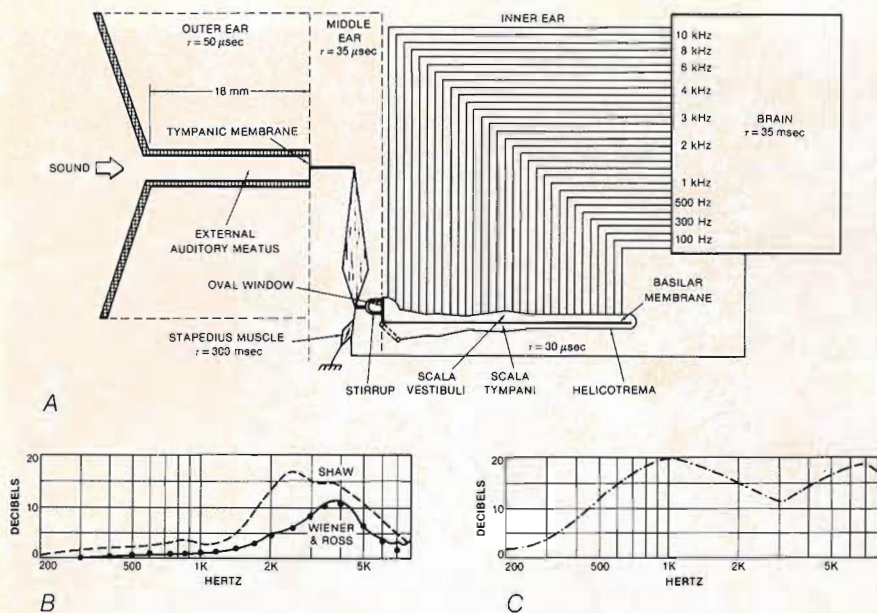 OUTER EAR
τ = 50 μsec
MIDDLE
EAR
τ = 35 μsec
INNER EAR
18 mm
TYMPANIC MEMBRANE
SOUND
EXTERNAL
AUDITORY MEATUS
OVAL WINDOW
STAPEDIUS MUSCLE
τ = 300 msec
STIRRUP
SCALA
VESTIBULI
SCALA
TYMPANI
HELICOTREMA
τ = 30 μsec
BASILAR
MEMBRANE
10 kHz
8 kHz
6 kHz
4 kHz
3 kHz
2 kHz
1 kHz
500 Hz
300 Hz
100 Hz
BRAIN
τ = 35 msec
A
DECIBELS
20
10
0
SHAW
WIENER
& ROSS
200 500 1K 2K 5K
HERTZ
B
DECIBELS
20
10
0
200 500 1K 2K 3K 5K
HERTZ
C